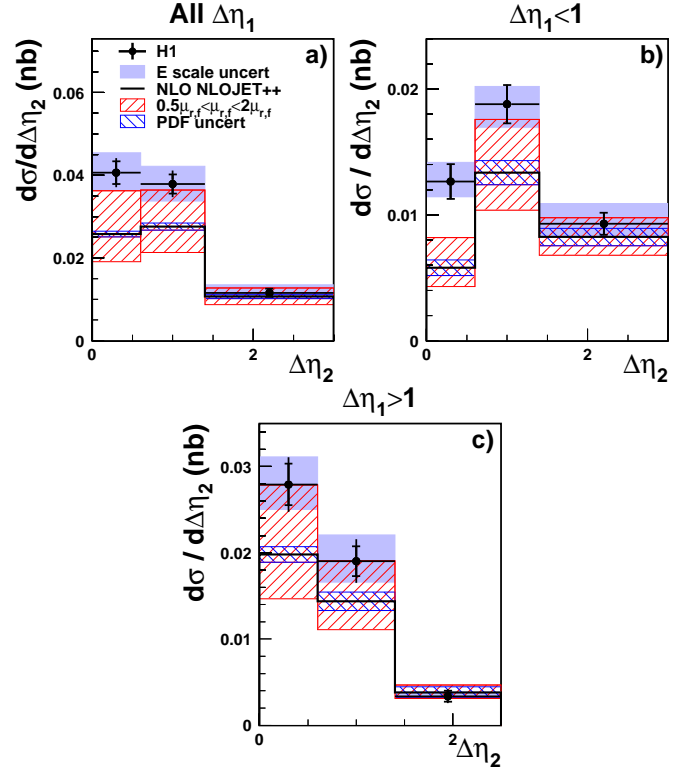 All Δη₁
a)
dσ/dΔη₂ (nb)
H1
E scale uncert
NLO NLOJET++
0.5μr,f<μr,f<2μr,f
PDF uncert
0.06
0.04
0.02
0
0
2
Δη₂
Δη₁<1
b)
dσ / dΔη₂ (nb)
0.02
0.01
0
0
2
Δη₂
Δη₁>1
c)
dσ / dΔη₂ (nb)
0.03
0.02
0.01
0
0
2
Δη₂